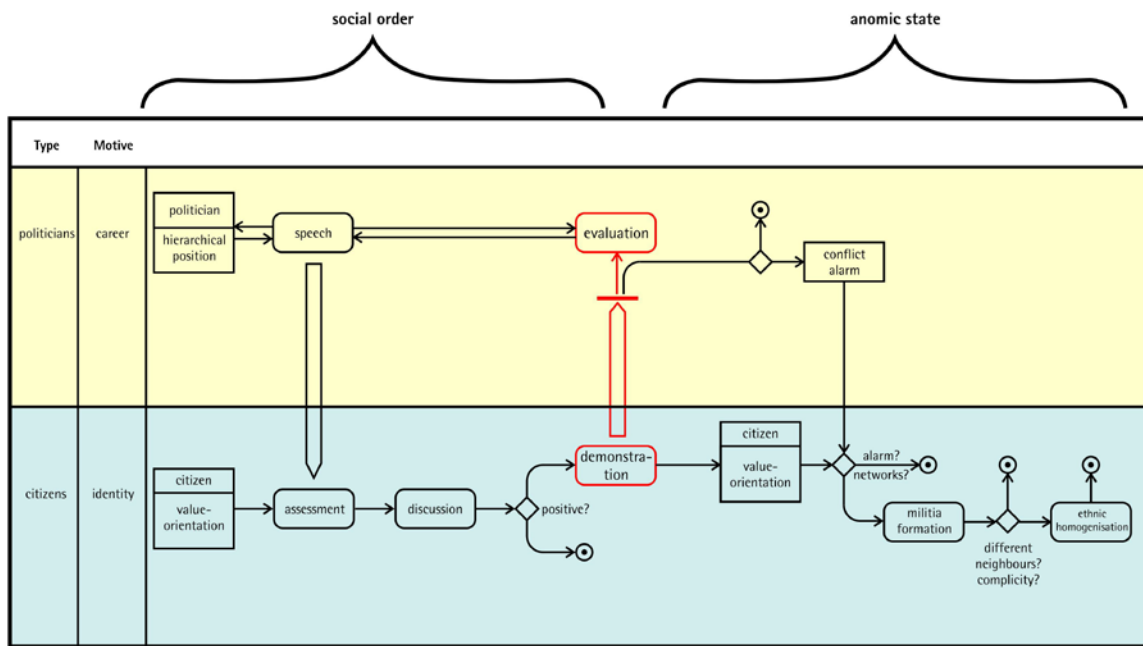 social order
anomic state
Type
Motive
politicians
career
politician
hierarchical
position
speech
evaluation
conflict
alarm
citizens
identity
citizen
value-
orientation
assessment
discussion
positive?
demonstra-
tion
citizen
value-
orientation
alarm?
networks?
militia
formation
different
neighbours?
complicity?
ethnic
homogenisation